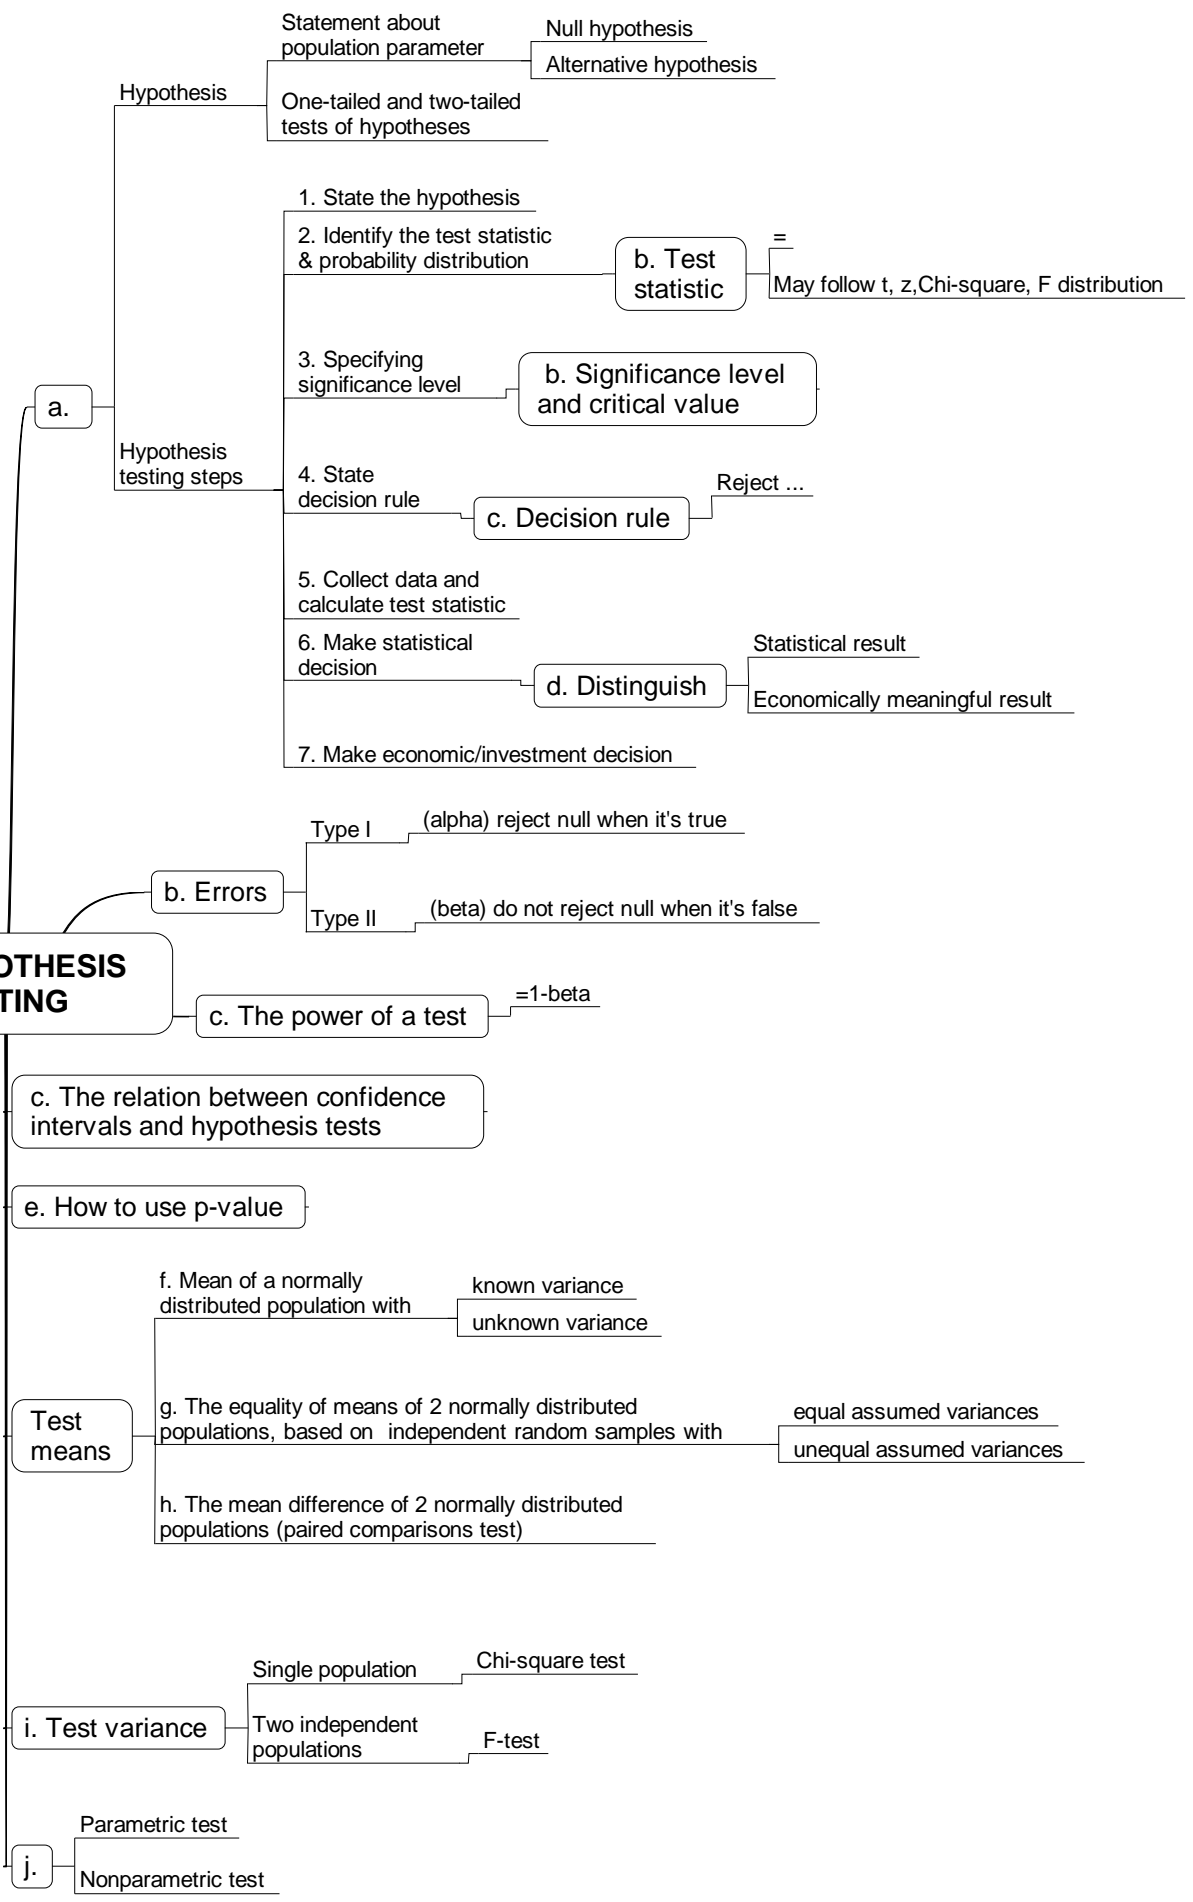 Statement about
population parameter
Null hypothesis
Alternative hypothesis
Hypothesis
One-tailed and two-tailed
tests of hypotheses
1. State the hypothesis
2. Identify the test statistic
& probability distribution
b. Test
statistic
=
May follow t, z,Chi-square, F distribution
3. Specifying
significance level
b. Significance level
and critical value
a.
Hypothesis
testing steps
4. State
decision rule
c. Decision rule
Reject ...
5. Collect data and
calculate test statistic
6. Make statistical
decision
d. Distinguish
Statistical result
Economically meaningful result
7. Make economic/investment decision
b. Errors
Type I
(alpha) reject null when it's true
Type II
(beta) do not reject null when it's false
OTHESIS
TING
c. The power of a test
=1-beta
c. The relation between confidence
intervals and hypothesis tests
e. How to use p-value
Test
means
f. Mean of a normally
distributed population with
known variance
unknown variance
g. The equality of means of 2 normally distributed
populations, based on  independent random samples with
equal assumed variances
unequal assumed variances
h. The mean difference of 2 normally distributed
populations (paired comparisons test)
i. Test variance
Single population
Chi-square test
Two independent
populations
F-test
j.
Parametric test
Nonparametric test